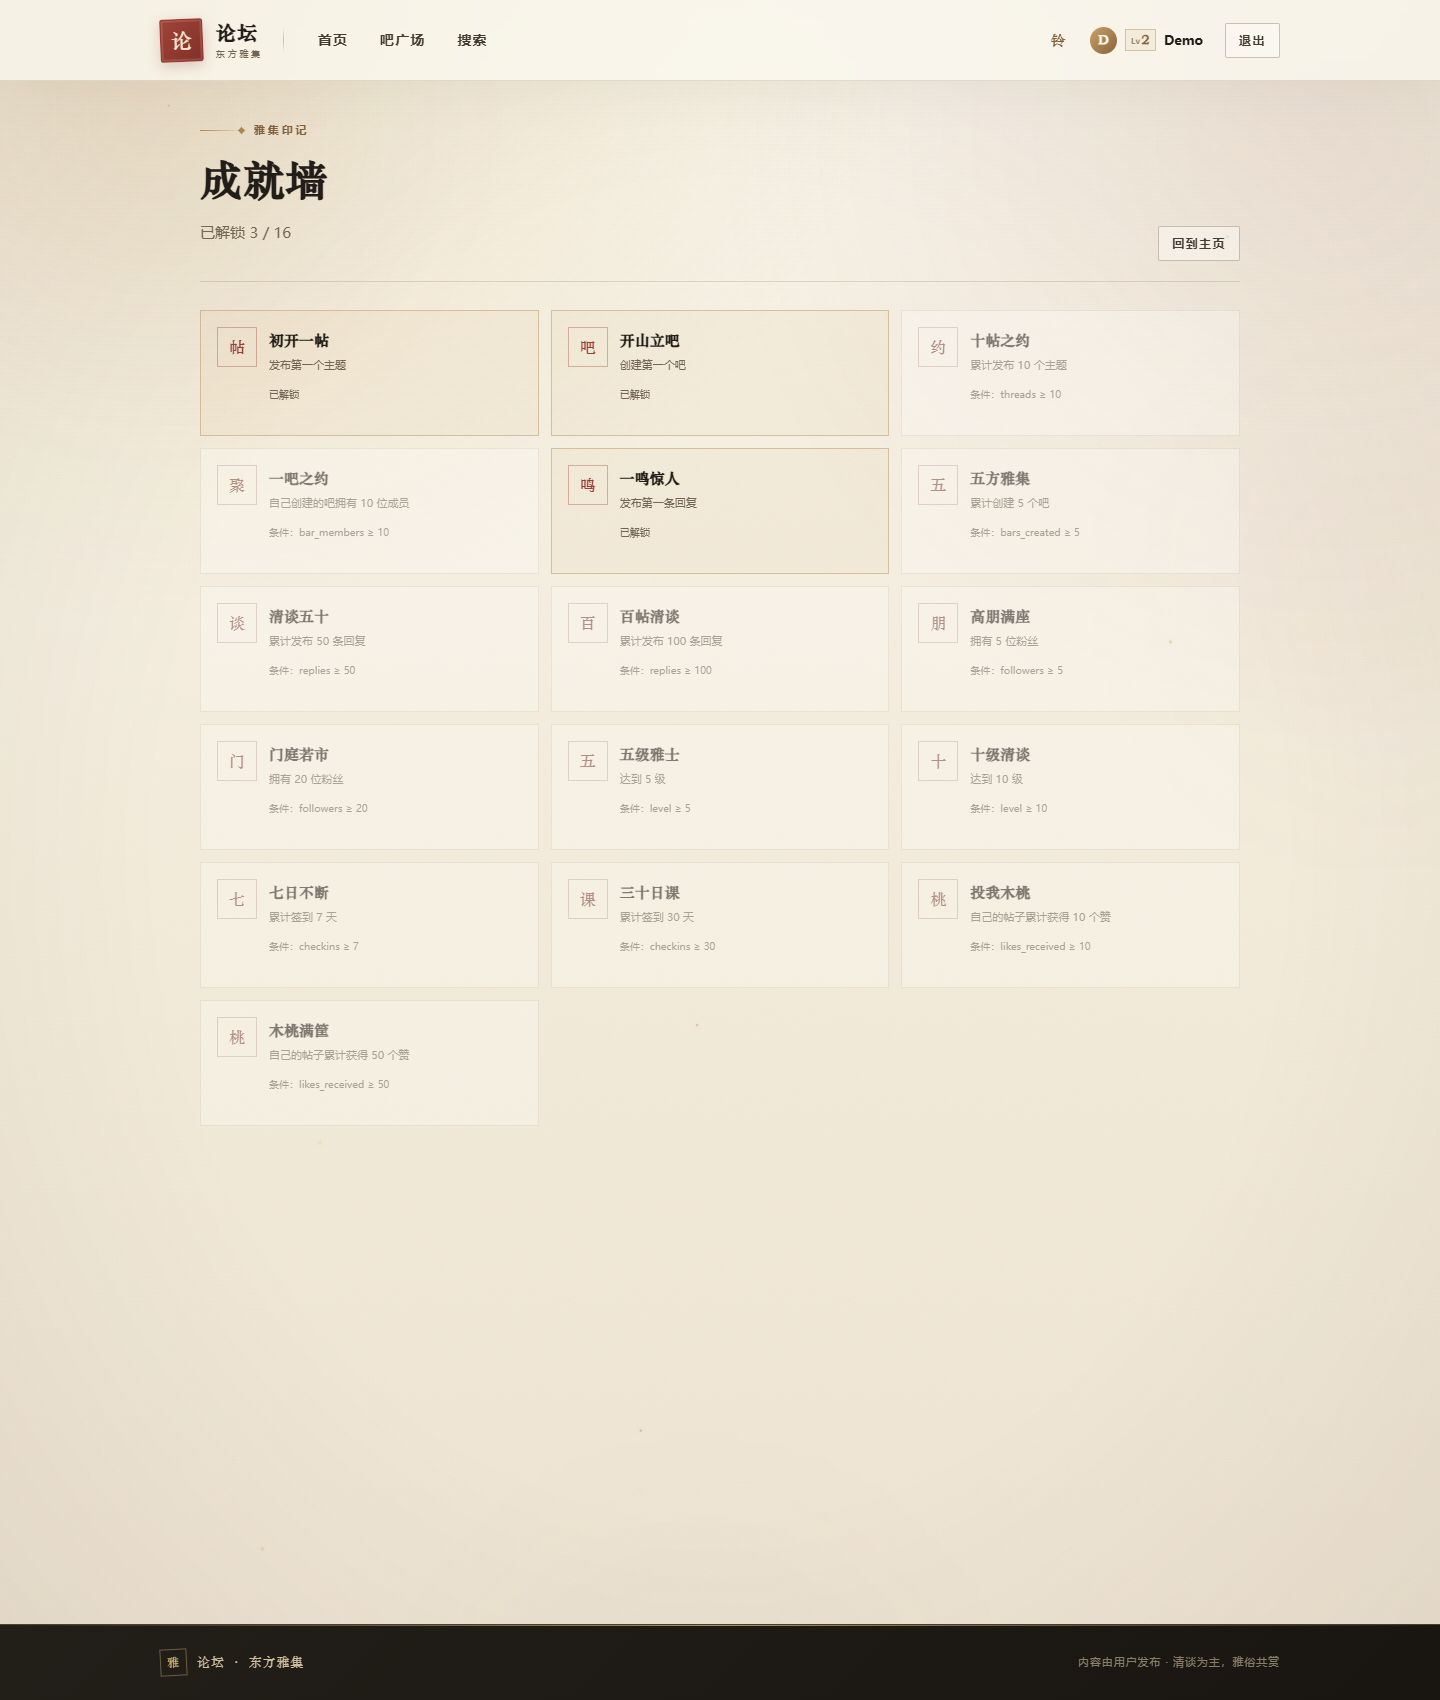 论
论坛
东方雅集
首页
吧广场
搜索
铃
D
Lv2
Demo
退出
雅集印记
成就墙
已解锁 3 / 16
回到主页
帖
初开一帖
发布第一个主题
已解锁
吧
开山立吧
创建第一个吧
已解锁
约
十帖之约
累计发布 10 个主题
条件：threads ≥ 10
聚
一吧之约
自己创建的吧拥有 10 位成员
条件：bar_members ≥ 10
鸣
一鸣惊人
发布第一条回复
已解锁
五
五方雅集
累计创建 5 个吧
条件：bars_created ≥ 5
谈
清谈五十
累计发布 50 条回复
条件：replies ≥ 50
百
百帖清谈
累计发布 100 条回复
条件：replies ≥ 100
朋
高朋满座
拥有 5 位粉丝
条件：followers ≥ 5
门
门庭若市
拥有 20 位粉丝
条件：followers ≥ 20
五
五级雅士
达到 5 级
条件：level ≥ 5
十
十级清谈
达到 10 级
条件：level ≥ 10
七
七日不断
累计签到 7 天
条件：checkins ≥ 7
课
三十日课
累计签到 30 天
条件：checkins ≥ 30
桃
投我木桃
自己的帖子累计获得 10 个赞
条件：likes_received ≥ 10
桃
木桃满筐
自己的帖子累计获得 50 个赞
条件：likes_received ≥ 50
雅
论坛 · 东方雅集
内容由用户发布 · 清谈为主，雅俗共赏